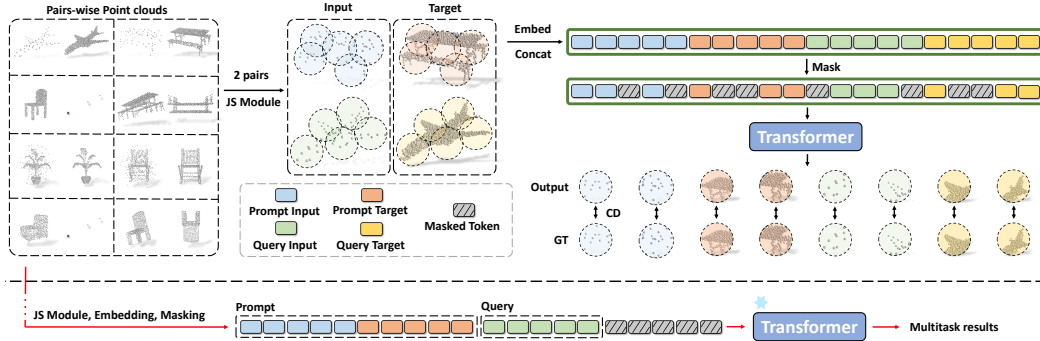 Pairs-wise Point clouds
Input
Target
2 pairs
JS Module
Embed
Concat
Mask
Transformer
Output
CD
GT
Prompt Input
Prompt Target
Query Input
Query Target
Masked Token
JS Module, Embedding, Masking
Prompt
Query
Transformer
Multitask results